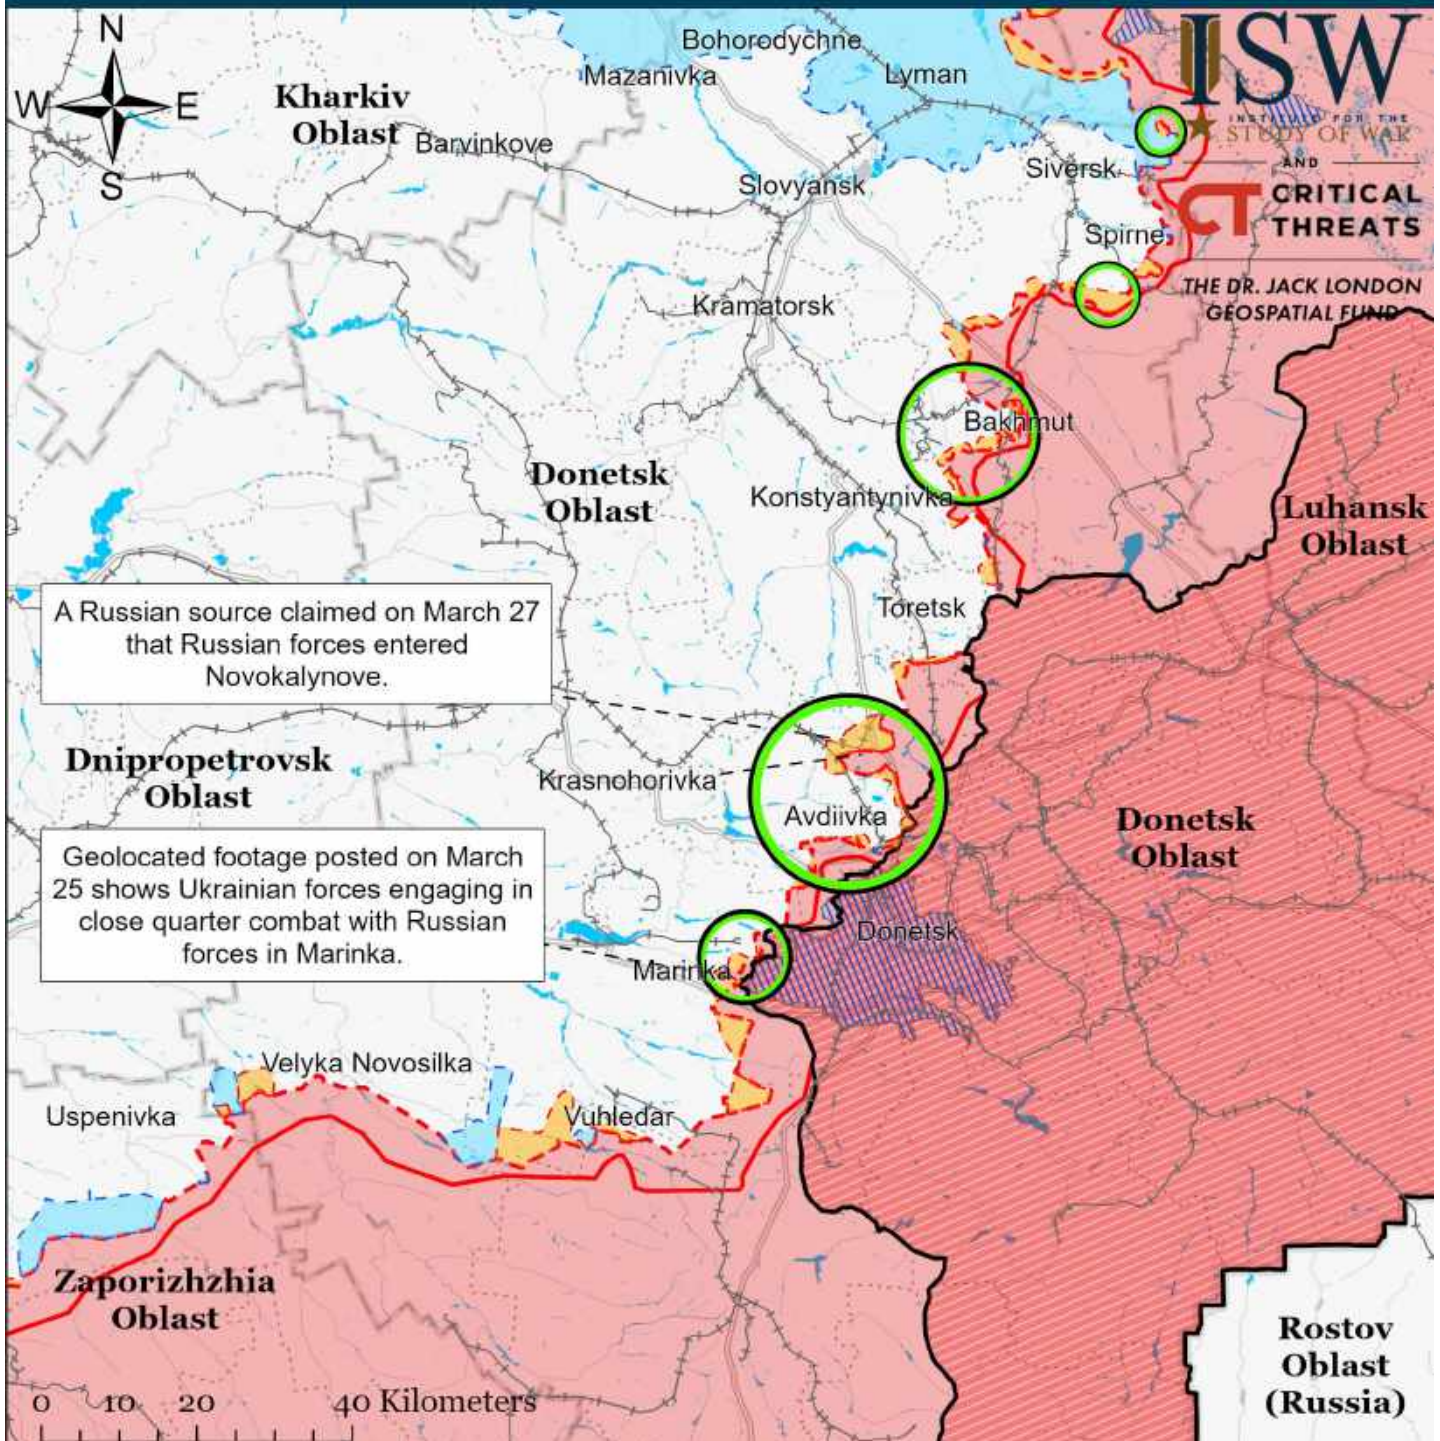 N
W
E
S
ISW
INSTITUTE FOR THE
STUDY OF WAR
AND
CT CRITICAL
THREATS
THE DR. JACK LONDON
GEOSPATIAL FUND
Kharkiv
Oblast
Barvinkove
Bohorodychne
Mazanivka
Lyman
Slovyansk
Siversk
Spirne
Kramatorsk
Bakhmut
Donetsk
Oblast
Konstyantynivka
Luhansk
Oblast
Toretsk
A Russian source claimed on March 27
that Russian forces entered
Novokalynove.
Dnipropetrovsk
Oblast
Krasnohorivka
Avdiivka
Donetsk
Oblast
Geolocated footage posted on March
25 shows Ukrainian forces engaging in
close quarter combat with Russian
forces in Marinka.
Donetsk
Marinka
Velyka Novosilka
Uspenivka
Vuhledar
Zaporizhzhia
Oblast
Rostov
Oblast
(Russia)
0 10 20 40 Kilometers